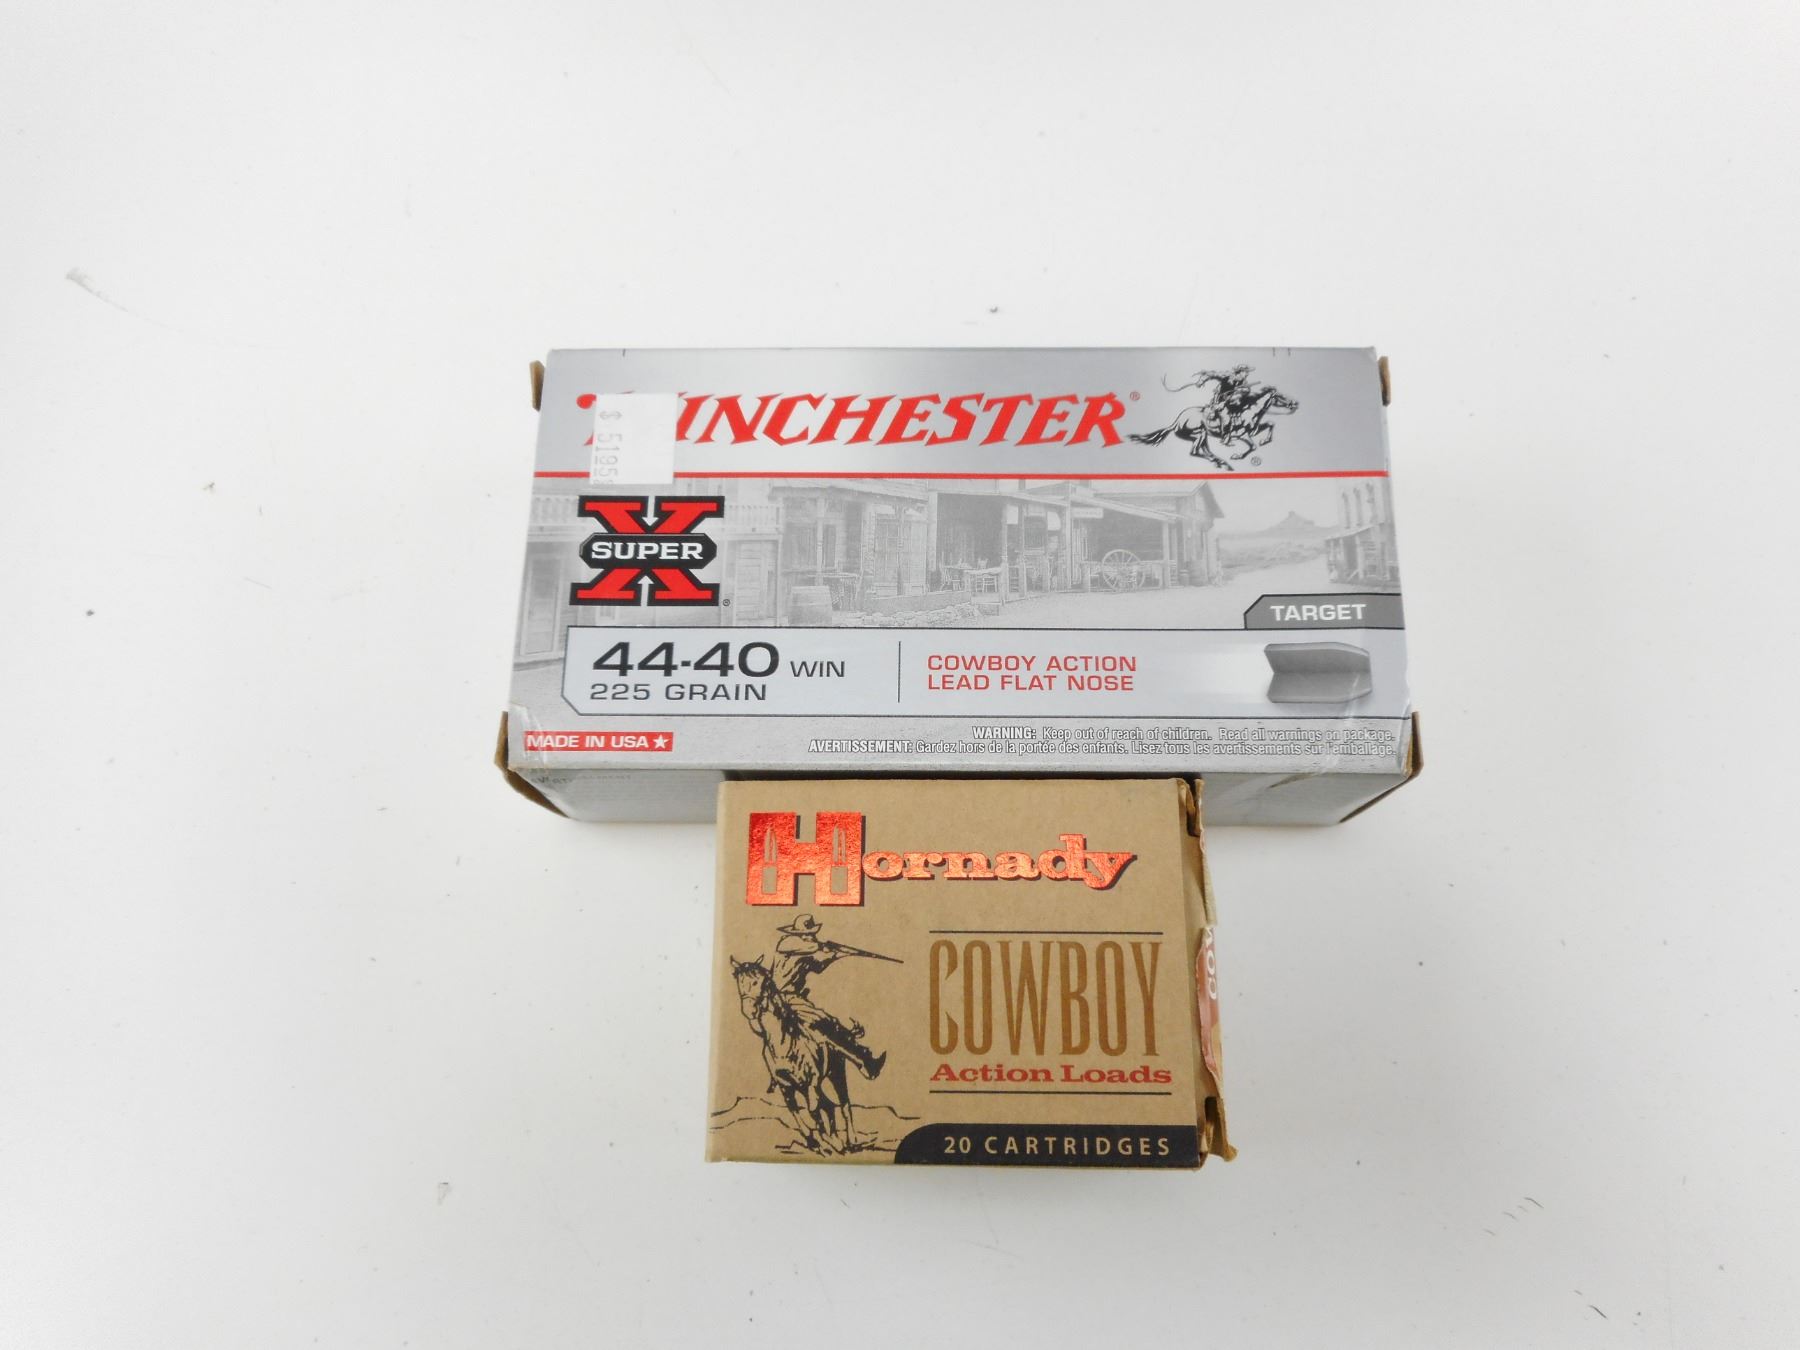 WINCHESTER®
$ 51.95
X
SUPER
®
TARGET
44-40 WIN
225 GRAIN
COWBOY ACTION
LEAD FLAT NOSE
MADE IN USA
WARNING: Keep out of reach of children. Read all warnings on package.
AVERTISSEMENT: Gardez hors de la portée des enfants. Lisez tous les avertissements sur l'emballage.
Hornady
COWBOY
Action Loads
20 CARTRIDGES